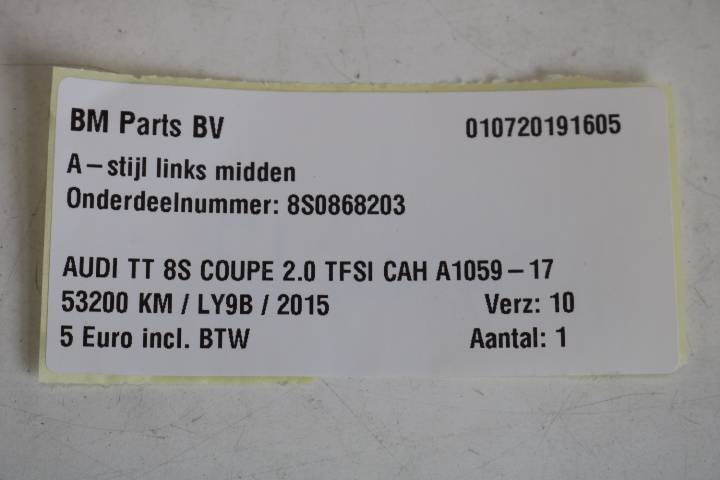 BM Parts BV 010720191605
A-stijl links midden
Onderdeelnummer: 8S0868203
AUDI TT 8S COUPE 2.0 TFSI CAH A1059-17
53200 KM / LY9B / 2015 Verz: 10
5 Euro incl. BTW Aantal: 1